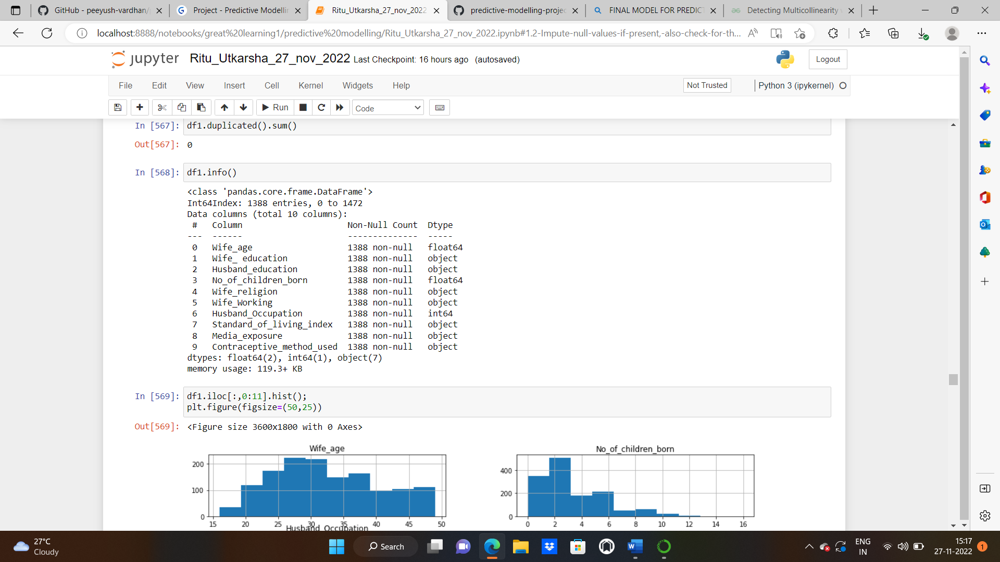 GitHub - peeyush-vardhan/
Project - Predictive Modellin
Ritu_Utkarsha_27_nov_2022
predictive-modelling-projec
FINAL MODEL FOR PREDICT
Detecting Multicollinearity
localhost:8888/notebooks/great%20learning1/predictive%20modelling/Ritu_Utkarsha_27_nov_2022.ipynb#1.2-Impute-null-values-if-present,-also-check-for-th...
jupyter Ritu_Utkarsha_27_nov_2022 Last Checkpoint: 16 hours ago (autosaved)
Logout
File Edit View Insert Cell Kernel Widgets Help
Not Trusted
Python 3 (ipykernel)
Run
Code
In [567]: df1.duplicated().sum()
Out[567]: 0
In [568]: df1.info()
<class 'pandas.core.frame.DataFrame'>
Int64Index: 1388 entries, 0 to 1472
Data columns (total 10 columns):
# Column Non-Null Count Dtype
--- ------ -------------- -----
0 Wife_age 1388 non-null float64
1 Wife_ education 1388 non-null object
2 Husband_education 1388 non-null object
3 No_of_children_born 1388 non-null float64
4 Wife_religion 1388 non-null object
5 Wife_Working 1388 non-null object
6 Husband_Occupation 1388 non-null int64
7 Standard_of_living_index 1388 non-null object
8 Media_exposure 1388 non-null object
9 Contraceptive_method_used 1388 non-null object
dtypes: float64(2), int64(1), object(7)
memory usage: 119.3+ KB
In [569]: df1.iloc[:,0:11].hist();
plt.figure(figsize=(50,25))
Out[569]: <Figure size 3600x1800 with 0 Axes>
Wife_age
200
100
0
15 20 25 30 35 40 45 50
Husband_Occupation
No_of_children_born
400
200
0
0 2 4 6 8 10 12 14 16
27°C
Cloudy
Search
ENG
IN
15:17
27-11-2022
1